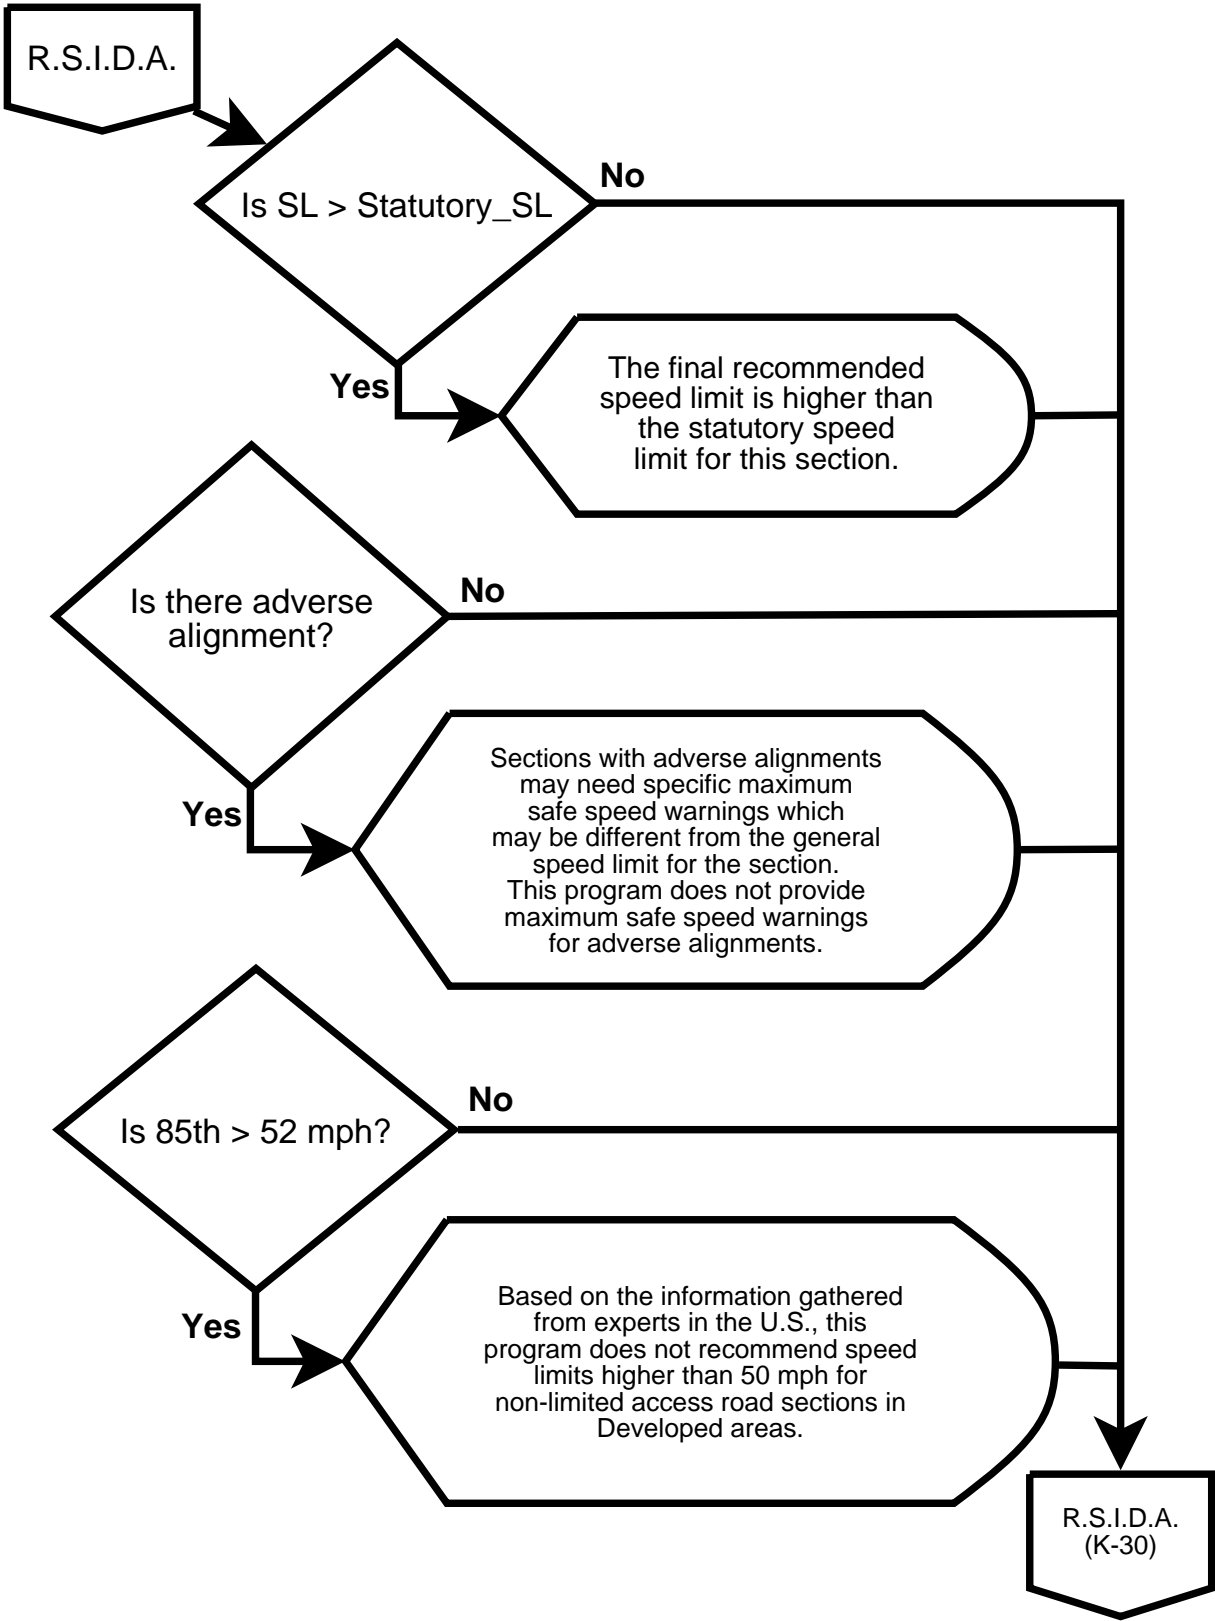 R.S.I.D.A.
Is SL > Statutory_SL
No
Yes
The final recommended
speed limit is higher than
the statutory speed
limit for this section.
Is there adverse
alignment?
No
Yes
Sections with adverse alignments
may need specific maximum
safe speed warnings which
may be different from the general
speed limit for the section.
This program does not provide
maximum safe speed warnings
for adverse alignments.
Is 85th > 52 mph?
No
Yes
Based on the information gathered
from experts in the U.S., this
program does not recommend speed
limits higher than 50 mph for
non-limited access road sections in
Developed areas.
R.S.I.D.A.
(K-30)